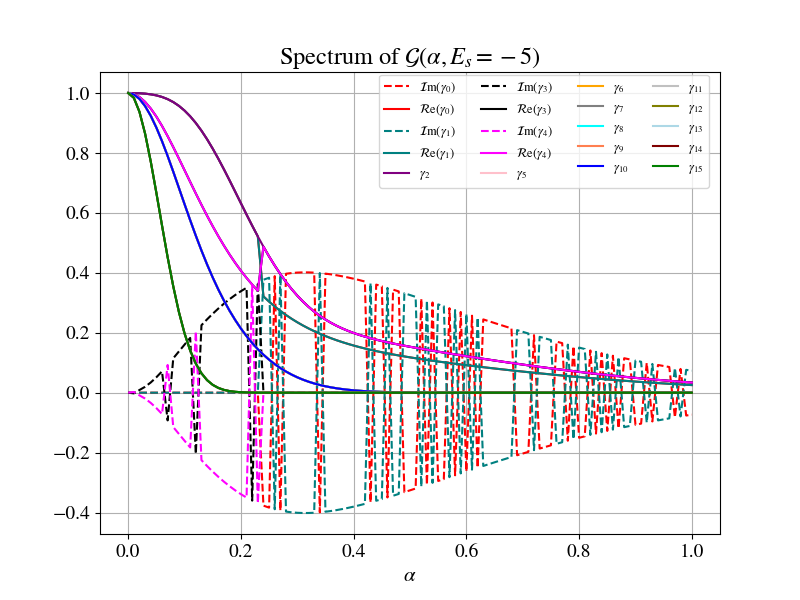 Spectrum of 𝒢(α, E_s = −5)
ℐm(γ₀)
ℛe(γ₀)
ℐm(γ₁)
ℛe(γ₁)
γ₂
ℐm(γ₃)
ℛe(γ₃)
ℐm(γ₄)
ℛe(γ₄)
γ₅
γ₆
γ₇
γ₈
γ₉
γ₁₀
γ₁₁
γ₁₂
γ₁₃
γ₁₄
γ₁₅
1.0
0.8
0.6
0.4
0.2
0.0
−0.2
−0.4
0.0 0.2 0.4 0.6 0.8 1.0
α